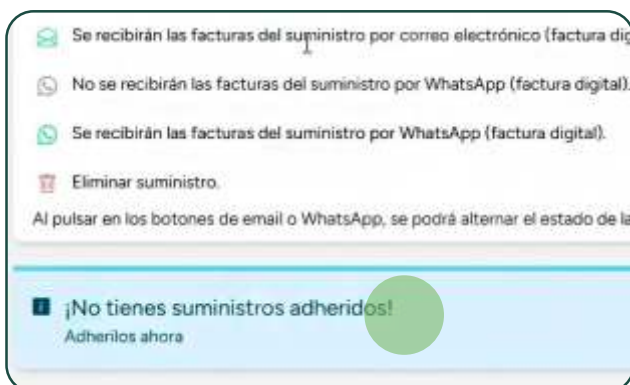 Se recibirán las facturas del suministro por correo electrónico (factura dig
No se recibirán las facturas del suministro por WhatsApp (factura digital).
Se recibirán las facturas del suministro por WhatsApp (factura digital).
Eliminar suministro.
Al pulsar en los botones de email o WhatsApp, se podrá alternar el estado de la
¡No tienes suministros adheridos!
Adherilos ahora